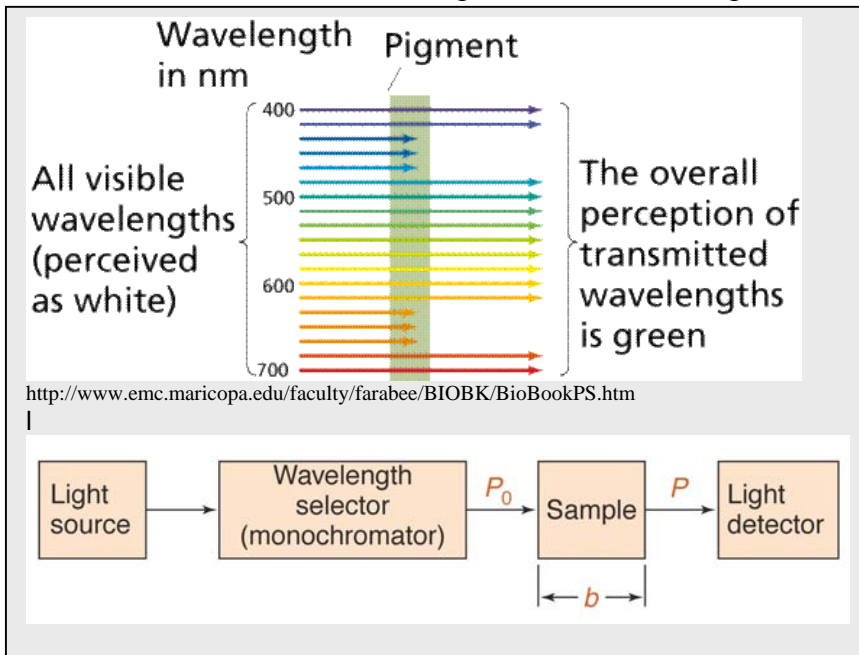 Wavelength
in nm
Pigment
400
500
600
700
All visible
wavelengths
(perceived
as white)
The overall
perception of
transmitted
wavelengths
is green
http://www.emc.maricopa.edu/faculty/farabee/BIOBK/BioBookPS.htm
Light
source
Wavelength
selector
(monochromator)
P₀
Sample
P
Light
detector
b